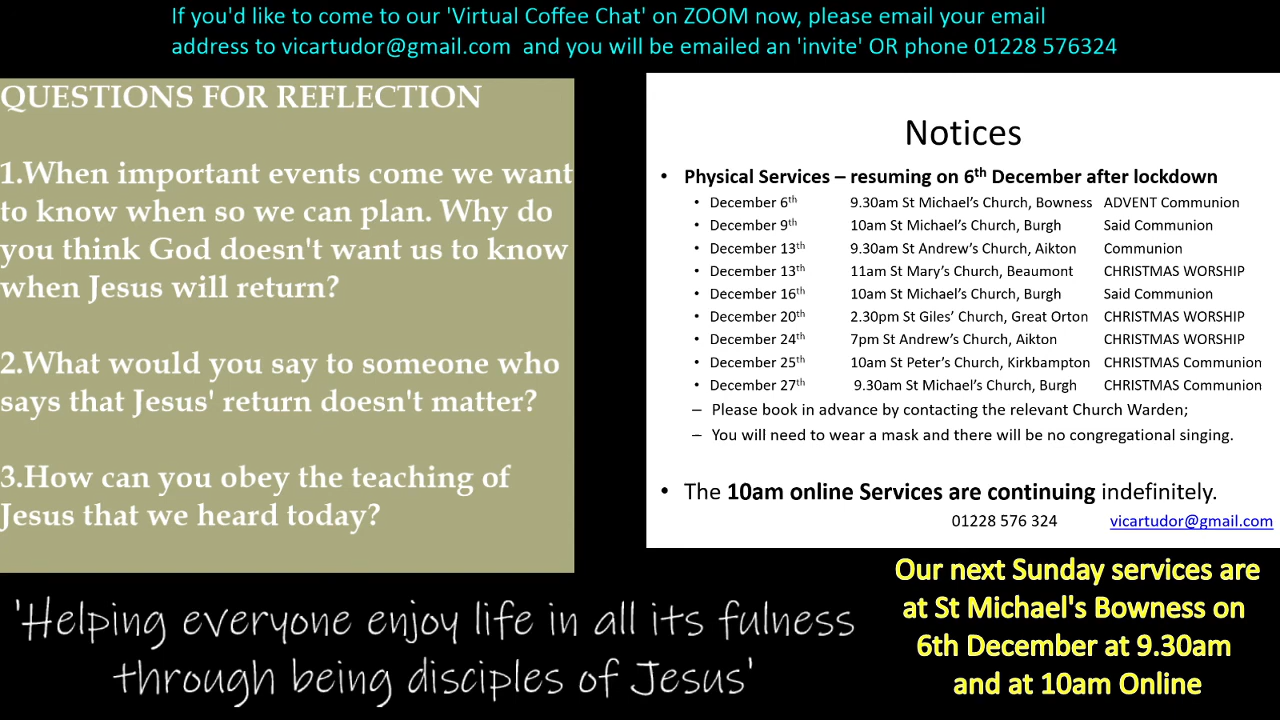 If you'd like to come to our 'Virtual Coffee Chat' on ZOOM now, please email your email
address to vicartudor@gmail.com and you will be emailed an 'invite' OR phone 01228 576324
QUESTIONS FOR REFLECTION
1.When important events come we want
to know when so we can plan. Why do
you think God doesn't want us to know
when Jesus will return?
2.What would you say to someone who
says that Jesus' return doesn't matter?
3.How can you obey the teaching of
Jesus that we heard today?
Notices
• Physical Services – resuming on 6th December after lockdown
• December 6th 9.30am St Michael's Church, Bowness ADVENT Communion
• December 9th 10am St Michael's Church, Burgh Said Communion
• December 13th 9.30am St Andrew's Church, Aikton Communion
• December 13th 11am St Mary's Church, Beaumont CHRISTMAS WORSHIP
• December 16th 10am St Michael's Church, Burgh Said Communion
• December 20th 2.30pm St Giles' Church, Great Orton CHRISTMAS WORSHIP
• December 24th 7pm St Andrew's Church, Aikton CHRISTMAS WORSHIP
• December 25th 10am St Peter's Church, Kirkbampton CHRISTMAS Communion
• December 27th 9.30am St Michael's Church, Burgh CHRISTMAS Communion
– Please book in advance by contacting the relevant Church Warden;
– You will need to wear a mask and there will be no congregational singing.
• The 10am online Services are continuing indefinitely.
01228 576 324 vicartudor@gmail.com
'Helping everyone enjoy life in all its fulness
through being disciples of Jesus'
Our next Sunday services are
at St Michael's Bowness on
6th December at 9.30am
and at 10am Online